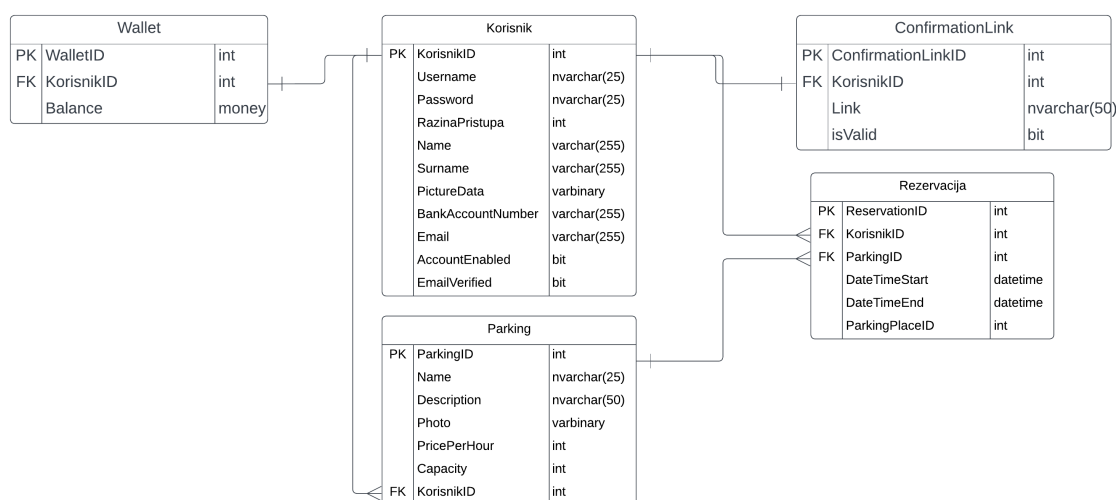 Wallet
PK WalletID int
FK KorisnikID int
Balance money
Korisnik
PK KorisnikID int
Username nvarchar(25)
Password nvarchar(25)
RazinaPristupa int
Name varchar(255)
Surname varchar(255)
PictureData varbinary
BankAccountNumber varchar(255)
Email varchar(255)
AccountEnabled bit
EmailVerified bit
ConfirmationLink
PK ConfirmationLinkID int
FK KorisnikID int
Link nvarchar(50)
isValid bit
Rezervacija
PK ReservationID int
FK KorisnikID int
FK ParkingID int
DateTimeStart datetime
DateTimeEnd datetime
ParkingPlaceID int
Parking
PK ParkingID int
Name nvarchar(25)
Description nvarchar(50)
Photo varbinary
PricePerHour int
Capacity int
FK KorisnikID int